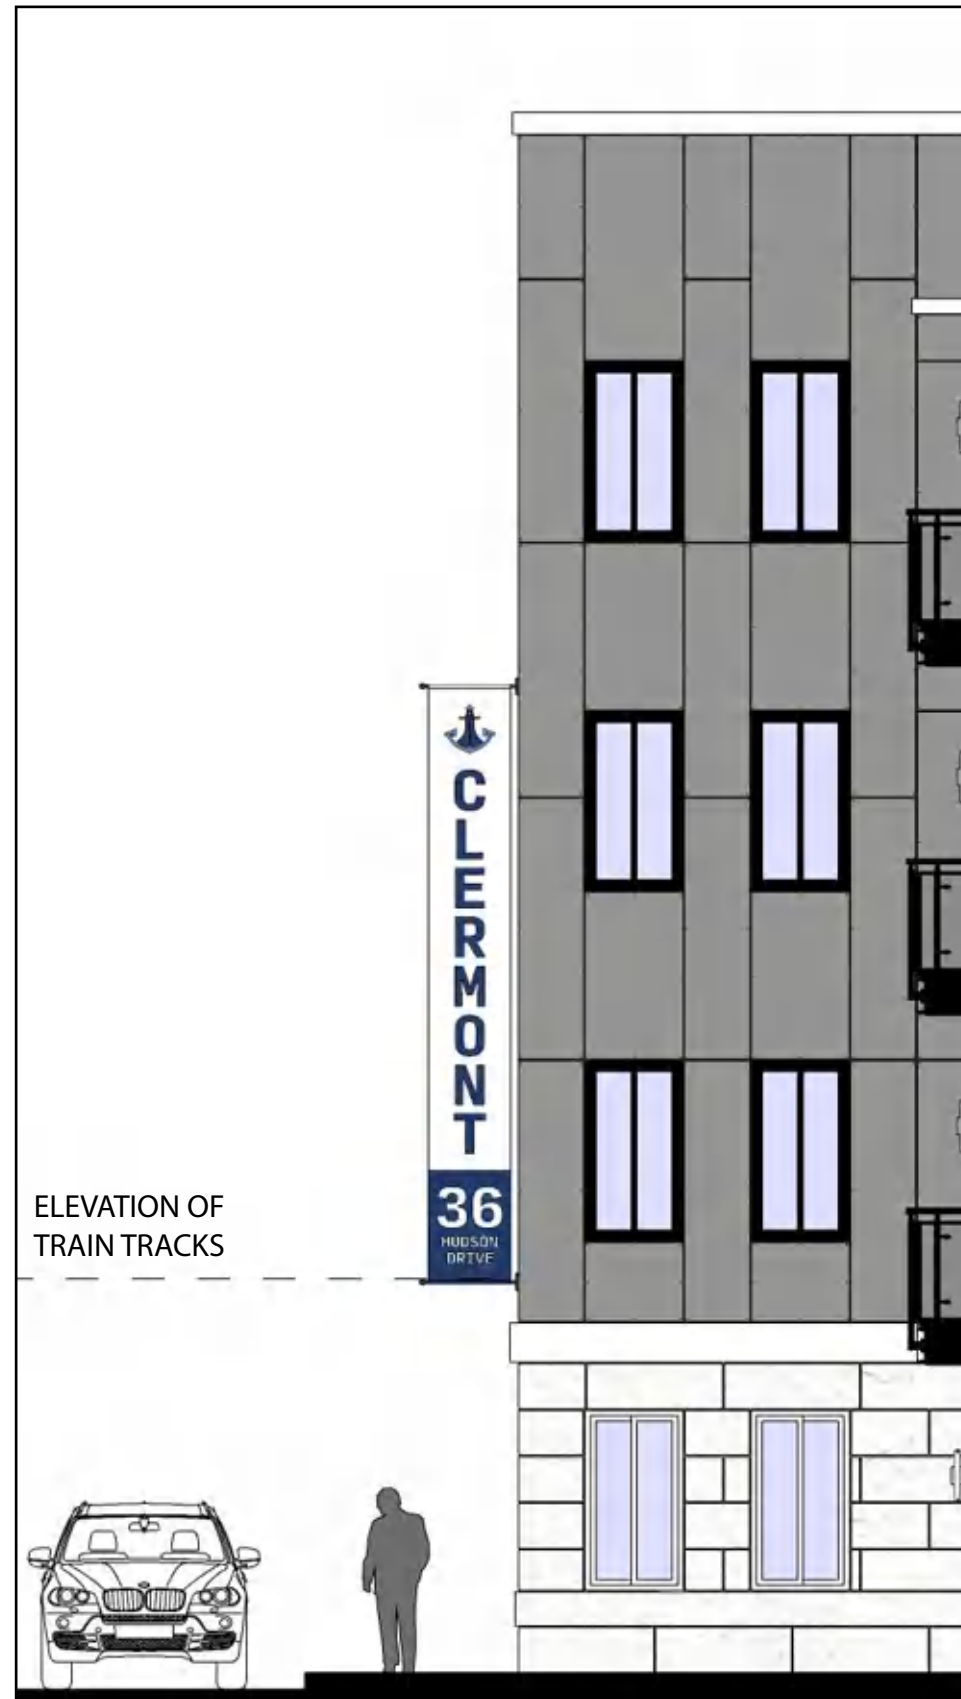 CLERMONT
36
HUDSON
DRIVE
ELEVATION OF
TRAIN TRACKS